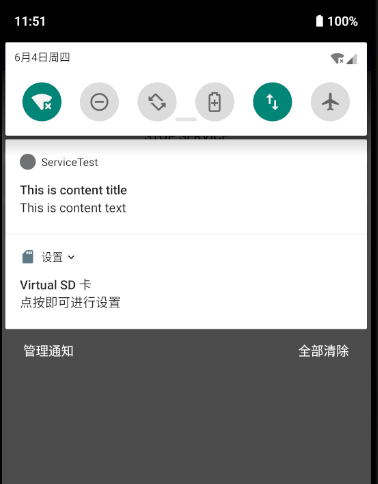 11:51
100%
6月4日周四
STOP SERVICE
ServiceTest
This is content title
This is content text
设置
Virtual SD 卡
点按即可进行设置
管理通知
全部清除